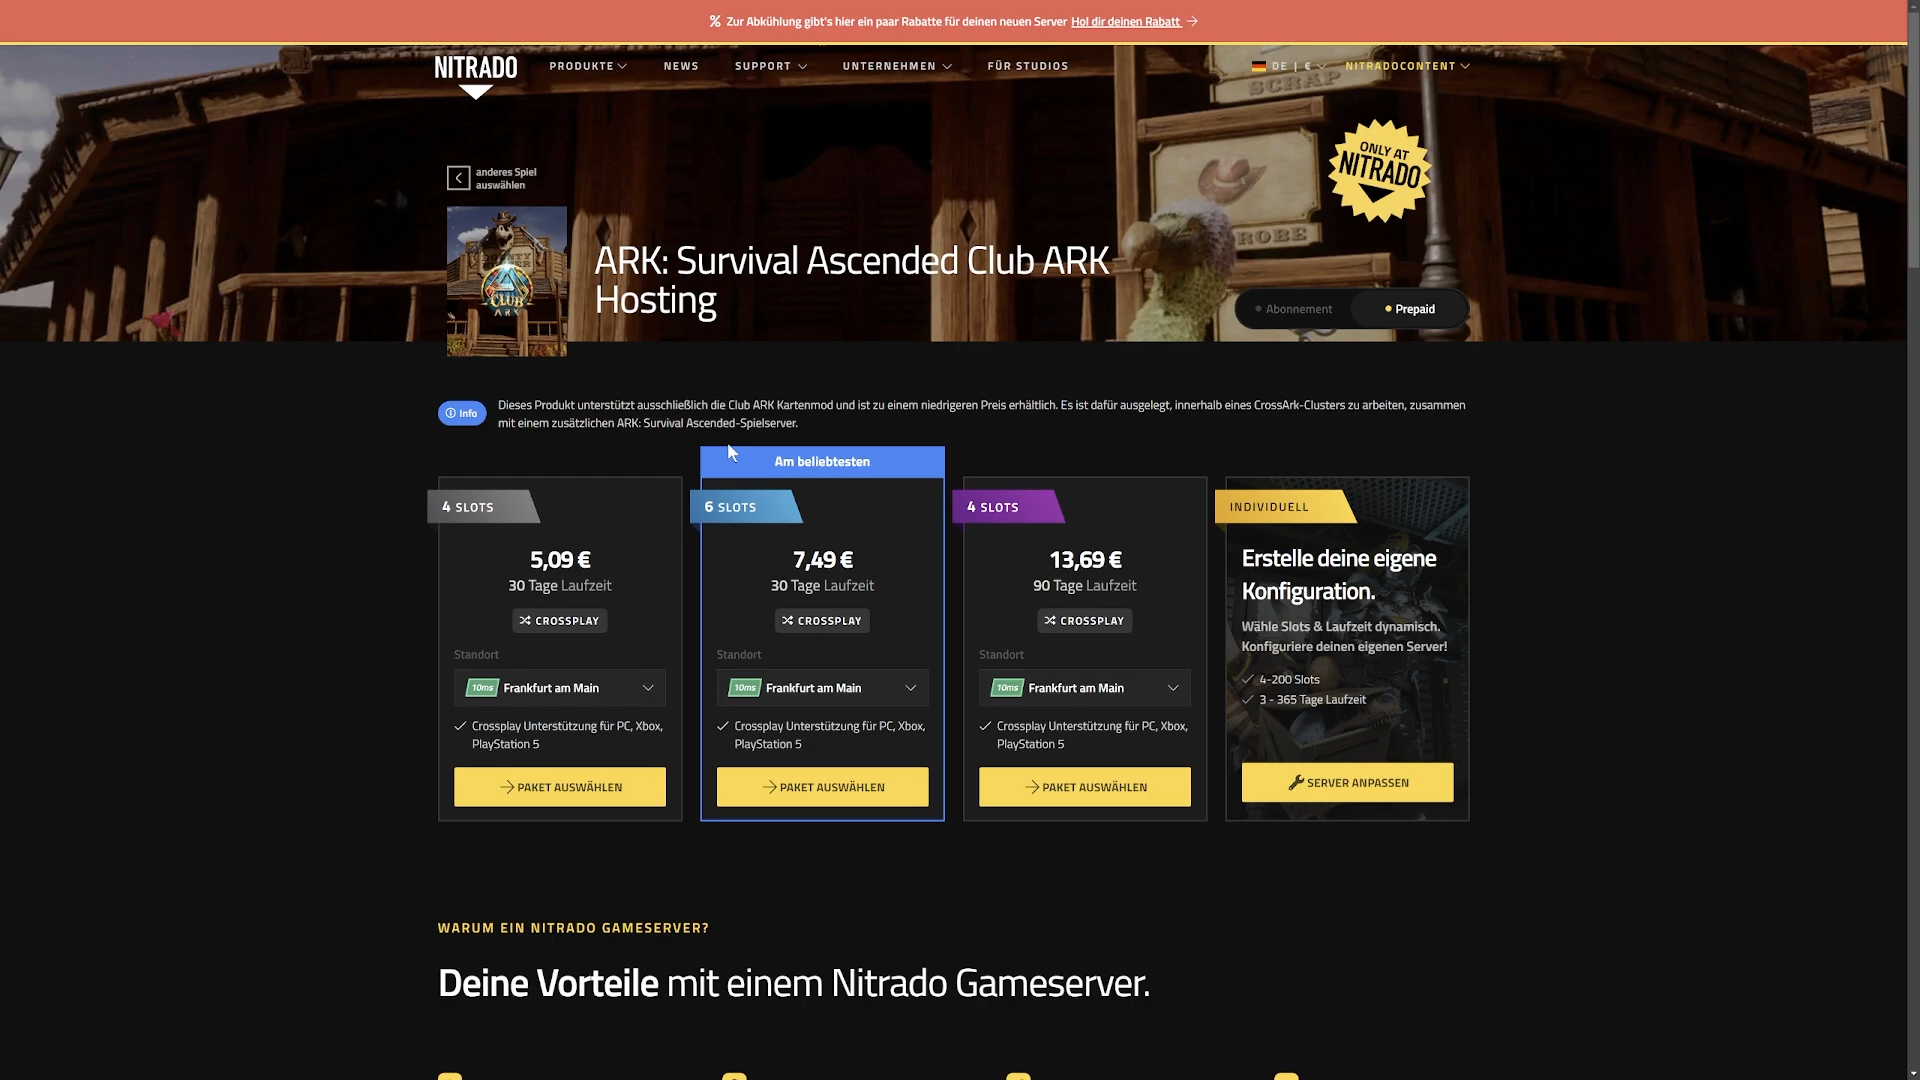 Zur Abkühlung gibt's hier ein paar Rabatte für deinen neuen Server Hol dir deinen Rabatt
NITRADO
PRODUKTE
NEWS
SUPPORT
UNTERNEHMEN
FÜR STUDIOS
DE | €
NITRADOCONTENT
SCRAP
anderes Spiel
auswählen
ONLY AT
NITRADO
ROBE
CLUB
ARK
ARK: Survival Ascended Club ARK
Hosting
Abonnement
Prepaid
Info
Dieses Produkt unterstützt ausschließlich die Club ARK Kartenmod und ist zu einem niedrigeren Preis erhältlich. Es ist dafür ausgelegt, innerhalb eines CrossArk-Clusters zu arbeiten, zusammen
mit einem zusätzlichen ARK: Survival Ascended-Spielserver.
4 SLOTS
5,09 €
30 Tage Laufzeit
CROSSPLAY
Standort
10ms Frankfurt am Main
Crossplay Unterstützung für PC, Xbox,
PlayStation 5
PAKET AUSWÄHLEN
Am beliebtesten
6 SLOTS
7,49 €
30 Tage Laufzeit
CROSSPLAY
Standort
10ms Frankfurt am Main
Crossplay Unterstützung für PC, Xbox,
PlayStation 5
PAKET AUSWÄHLEN
4 SLOTS
13,69 €
90 Tage Laufzeit
CROSSPLAY
Standort
10ms Frankfurt am Main
Crossplay Unterstützung für PC, Xbox,
PlayStation 5
PAKET AUSWÄHLEN
INDIVIDUELL
Erstelle deine eigene
Konfiguration.
Wähle Slots & Laufzeit dynamisch.
Konfiguriere deinen eigenen Server!
4-200 Slots
3 - 365 Tage Laufzeit
SERVER ANPASSEN
WARUM EIN NITRADO GAMESERVER?
Deine Vorteile mit einem Nitrado Gameserver.